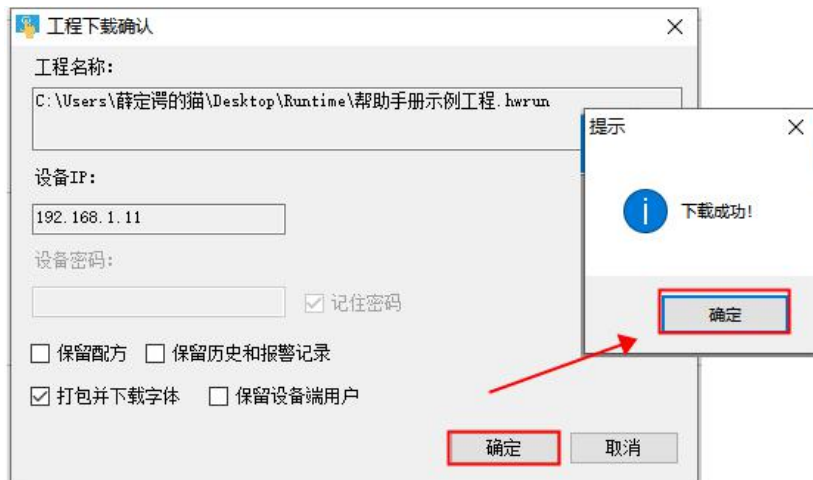 工程下载确认
工程名称:
C:\Users\薛定谔的猫\Desktop\Runtime\帮助手册示例工程.hwrun
设备IP:
192.168.1.11
设备密码:
记住密码
保留配方 保留历史和报警记录
打包并下载字体 保留设备端用户
确定 取消
提示
下载成功!
确定